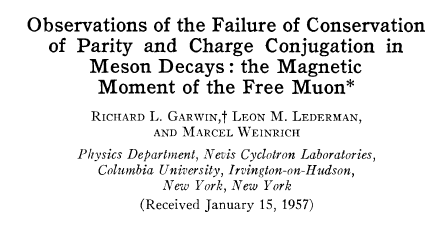 Observations of the Failure of Conservation
of Parity and Charge Conjugation in
Meson Decays: the Magnetic
Moment of the Free Muon*
RICHARD L. GARWIN,† LEON M. LEDERMAN,
AND MARCEL WEINRICH
Physics Department, Nevis Cyclotron Laboratories,
Columbia University, Irvington-on-Hudson,
New York, New York
(Received January 15, 1957)